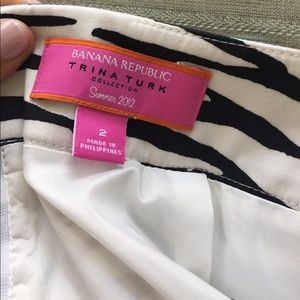 BANANA REPUBLIC
TRINA TURK
COLLECTION
Summer 2012
2
MADE IN
PHILIPPINES